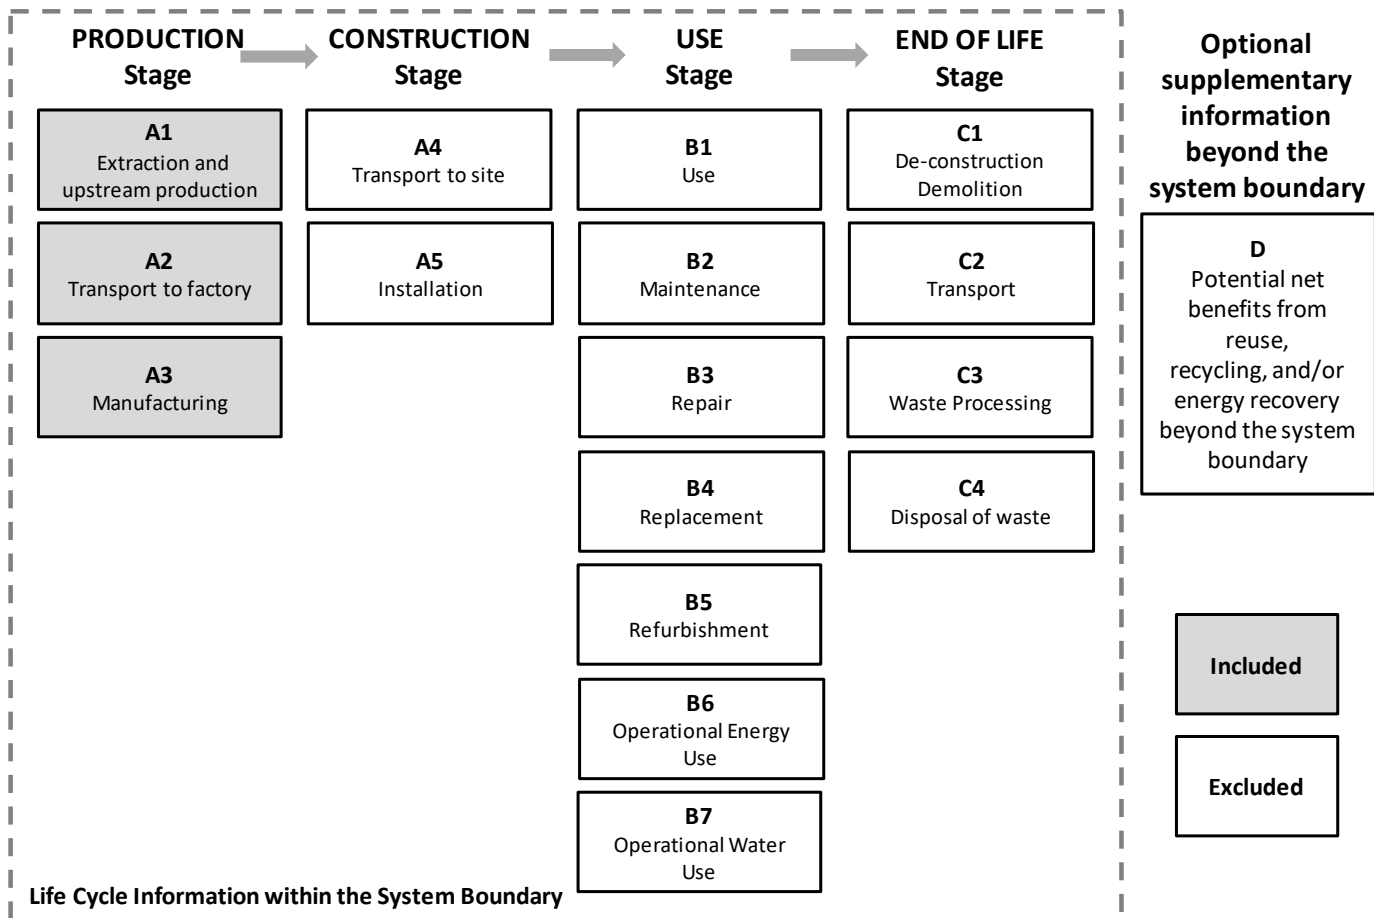 PRODUCTION
Stage
CONSTRUCTION
Stage
USE
Stage
END OF LIFE
Stage
Optional
supplementary
information
beyond the
system boundary
A1
Extraction and
upstream production
A2
Transport to factory
A3
Manufacturing
A4
Transport to site
A5
Installation
B1
Use
B2
Maintenance
B3
Repair
B4
Replacement
B5
Refurbishment
B6
Operational Energy
Use
B7
Operational Water
Use
C1
De-construction
Demolition
C2
Transport
C3
Waste Processing
C4
Disposal of waste
D
Potential net
benefits from
reuse,
recycling, and/or
energy recovery
beyond the system
boundary
Included
Excluded
Life Cycle Information within the System Boundary